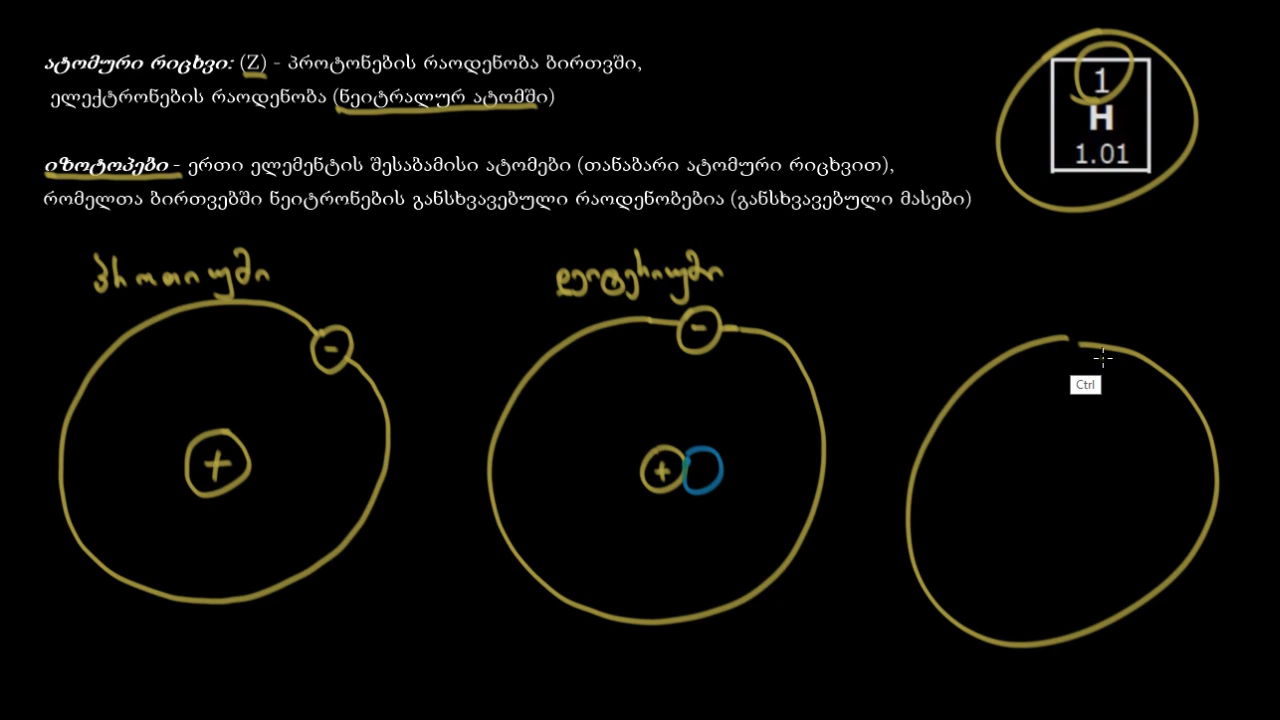 ატომური რიცხვი: (Z) - პროტონების რაოდენობა ბირთვში,
ელექტრონების რაოდენობა (ნეიტრალურ ატომში)
1
H
1.01
იზოტოპები - ერთი ელემენტის შესაბამისი ატომები (თანაბარი ატომური რიცხვით),
რომელთა ბირთვებში ნეიტრონების განსხვავებული რაოდენობებია (განსხვავებული მასები)
პროთიუმი
დეიტერიუმი
-
-
+
+
Ctrl